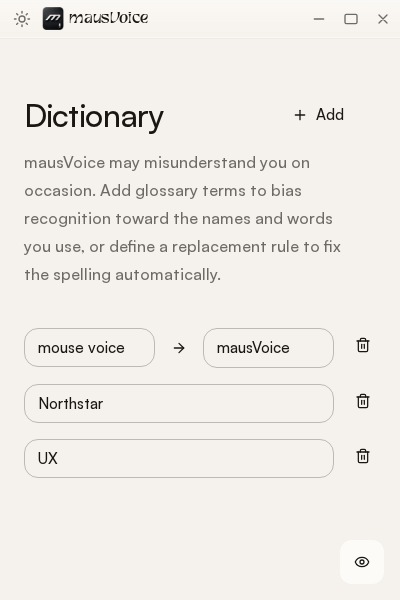 mausVoice
Dictionary
+ Add
mausVoice may misunderstand you on
occasion. Add glossary terms to bias
recognition toward the names and words
you use, or define a replacement rule to fix
the spelling automatically.
mouse voice → mausVoice
Northstar
UX